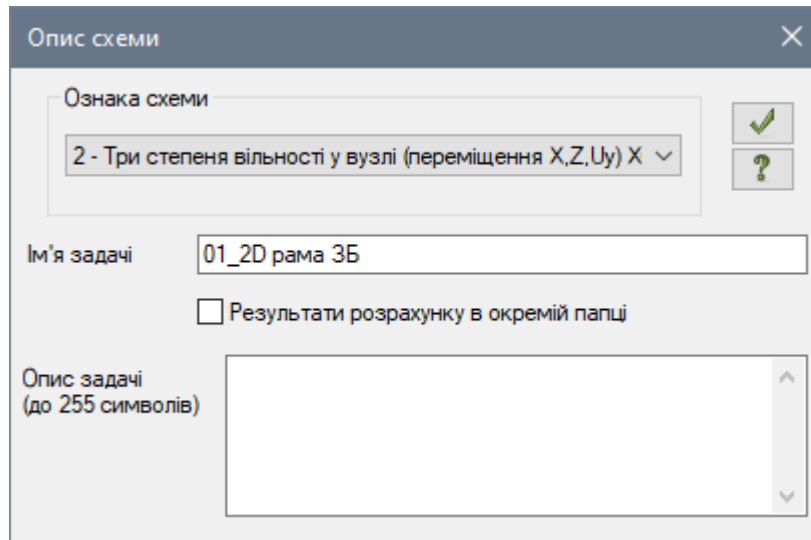 Опис схеми
Ознака схеми
2 - Три степеня вільності у вузлі (переміщення X,Z,Uy) X
Ім'я задачі
01_2D рама ЗБ
Результати розрахунку в окремій папці
Опис задачі
(до 255 символів)